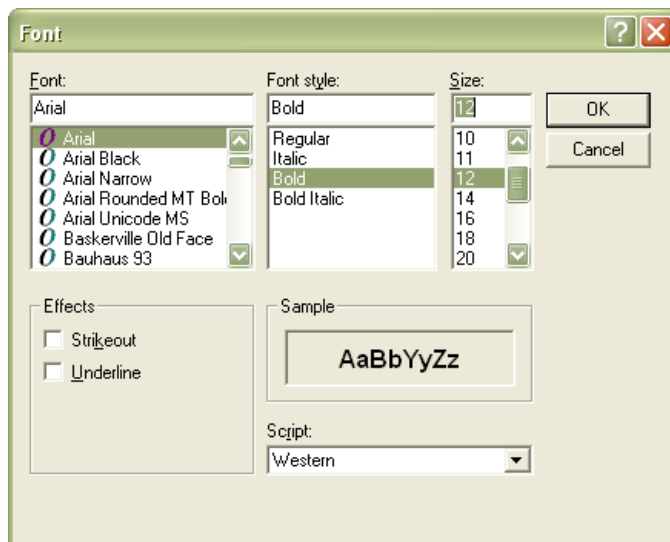 Font
Font:
Arial
Arial
Arial Black
Arial Narrow
Arial Rounded MT Bol
Arial Unicode MS
Baskerville Old Face
Bauhaus 93
Font style:
Bold
Regular
Italic
Bold
Bold Italic
Size:
12
10
11
12
14
16
18
20
OK
Cancel
Effects
Strikeout
Underline
Sample
AaBbYyZz
Script:
Western